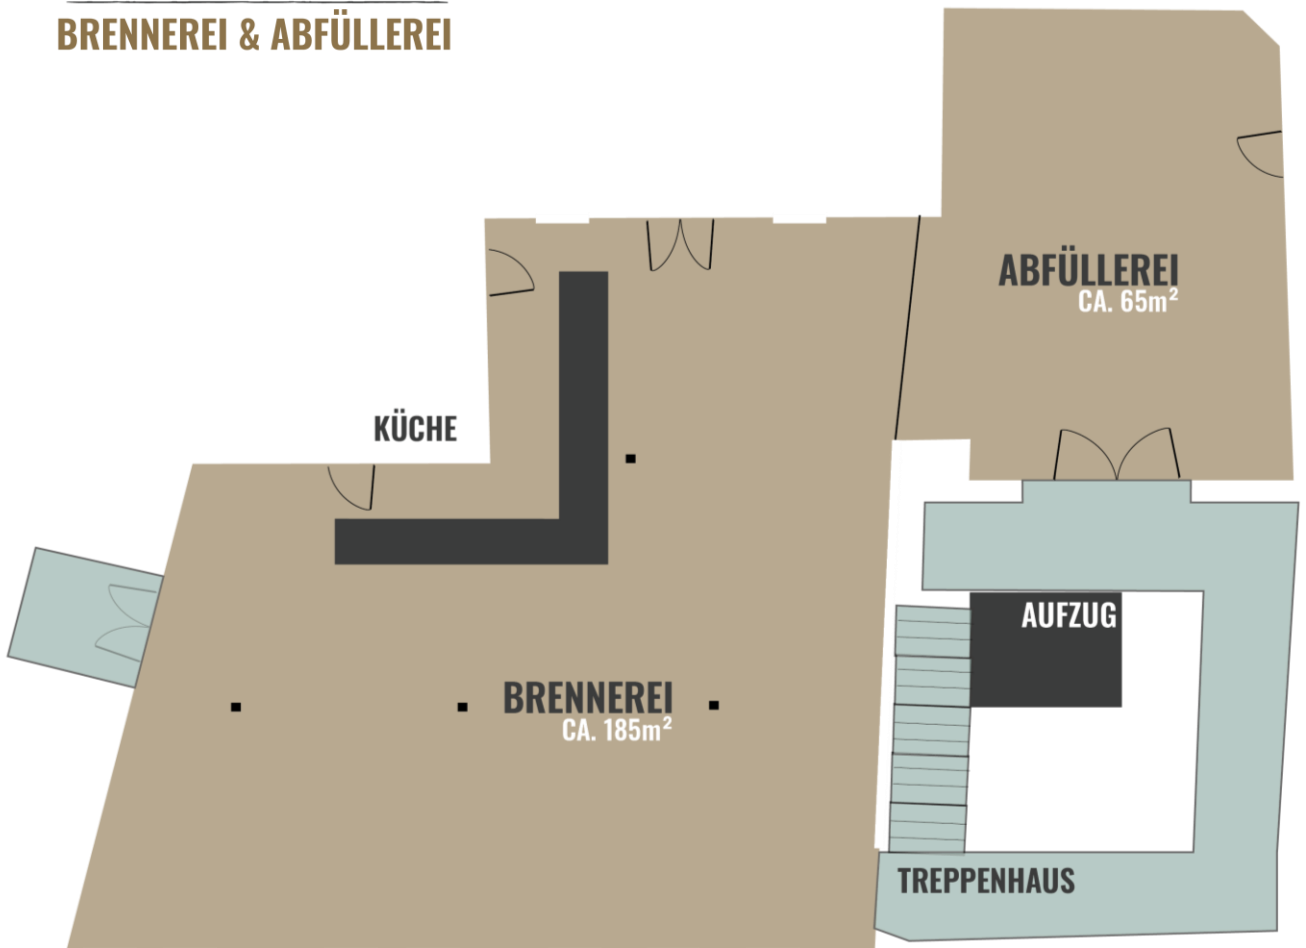 BRENNEREI & ABFÜLLEREI
ABFÜLLEREI
CA. 65m²
KÜCHE
AUFZUG
BRENNEREI
CA. 185m²
TREPPENHAUS